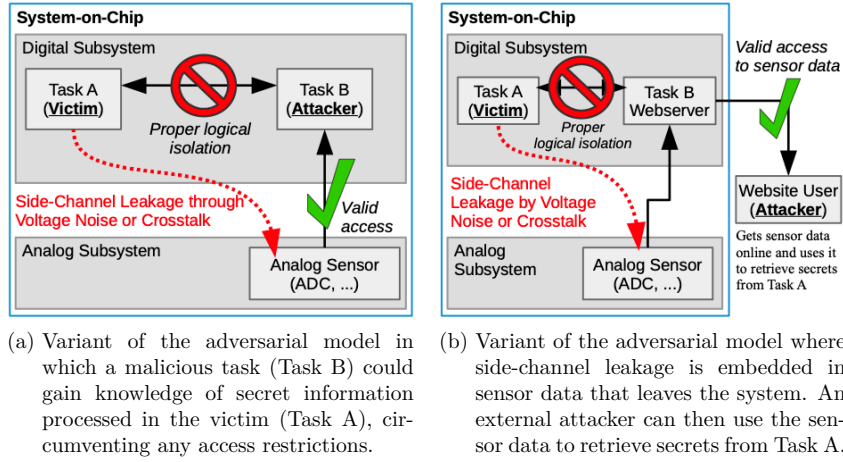 System-on-Chip
Digital Subsystem
Task A
(Victim)
Task B
(Attacker)
Proper logical
isolation
Side-Channel Leakage through
Voltage Noise or Crosstalk
Valid
access
Analog Subsystem
Analog Sensor
(ADC, ...)
(a) Variant of the adversarial model in
which a malicious task (Task B) could
gain knowledge of secret information
processed in the victim (Task A), cir-
cumventing any access restrictions.
System-on-Chip
Digital Subsystem
Task A
(Victim)
Task B
Webserver
Proper
logical isolation
Valid access
to sensor data
Side-Channel
Leakage by Voltage
Noise or Crosstalk
Website User
(Attacker)
Gets sensor data
online and uses it
to retrieve secrets
from Task A
Analog
Subsystem
Analog Sensor
(ADC, ...)
(b) Variant of the adversarial model where
side-channel leakage is embedded in
sensor data that leaves the system. An
external attacker can then use the sen-
sor data to retrieve secrets from Task A.